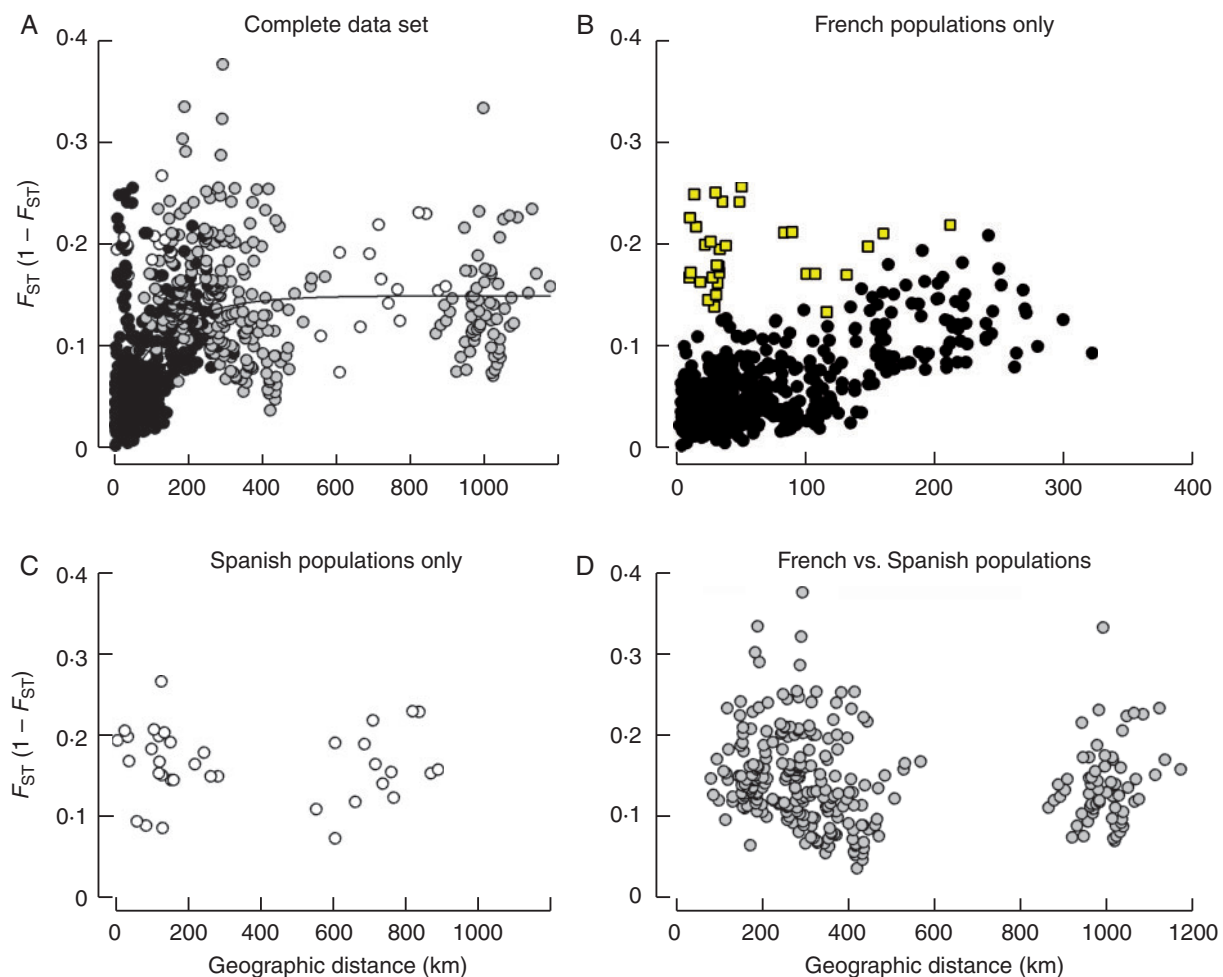 A Complete data set
0·4
0·3
0·2
0·1
0
F_ST (1 − F_ST)
0 200 400 600 800 1000
B French populations only
0·4
0·3
0·2
0·1
0
0 100 200 300 400
C Spanish populations only
0·4
0·3
0·2
0·1
0
F_ST (1 − F_ST)
0 200 400 600 800 1000
Geographic distance (km)
D French vs. Spanish populations
0·4
0·3
0·2
0·1
0
0 200 400 600 800 1000 1200
Geographic distance (km)